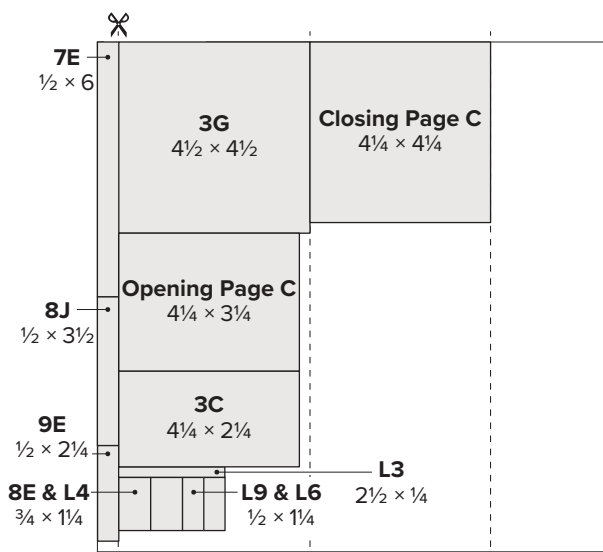 7E
½ × 6
3G
4½ × 4½
Closing Page C
4¼ × 4¼
Opening Page C
4¼ × 3¼
8J
½ × 3½
3C
4¼ × 2¼
9E
½ × 2¼
L3
2½ × ¼
8E & L4
¾ × 1¼
L9 & L6
½ × 1¼